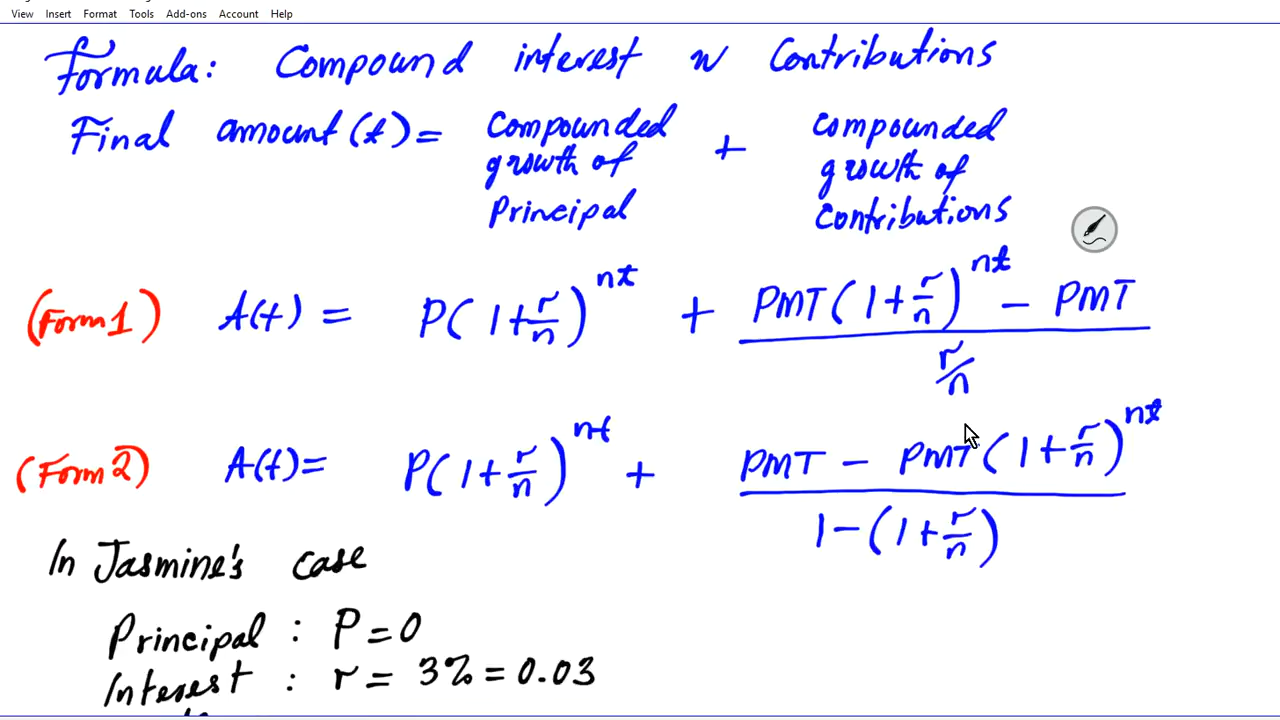 View Insert Format Tools Add-ons Account Help
Formula: Compound interest w Contributions
Final amount(t) = Compounded growth of Principal + compounded growth of contributions
(Form 1) A(t) = P(1+r/n)^nt + (PMT(1+r/n)^nt - PMT)/(r/n)
(Form 2) A(t) = P(1+r/n)^nt + (PMT - PMT(1+r/n)^nt)/(1-(1+r/n))
In Jasmine's case
Principal : P = 0
Interest : r = 3% = 0.03